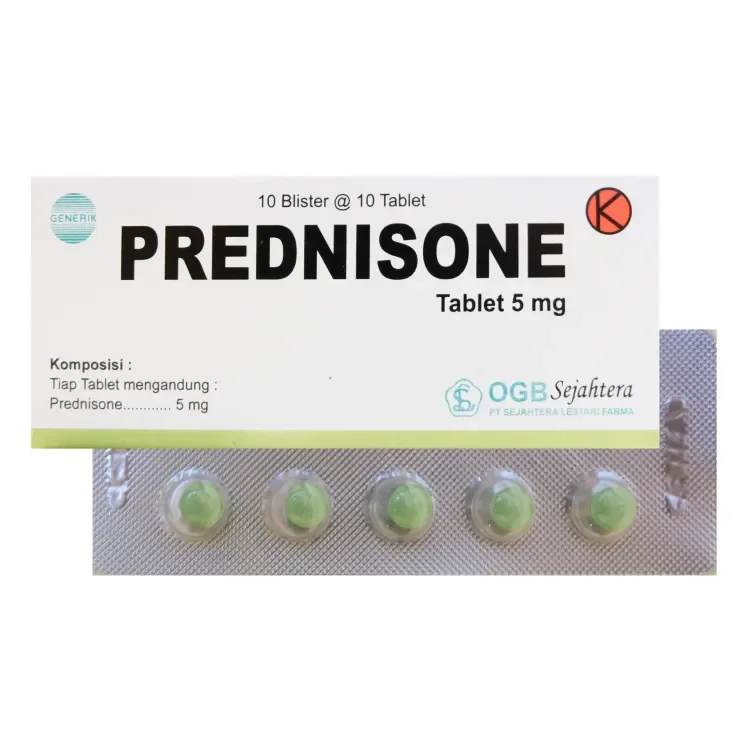 10 Blister @ 10 Tablet
GENERIK
K
PREDNISONE
Tablet 5 mg
Komposisi :
Tiap Tablet mengandung :
Prednisone............ 5 mg
OGB Sejahtera
PT SEJAHTERA LESTARI FARMA